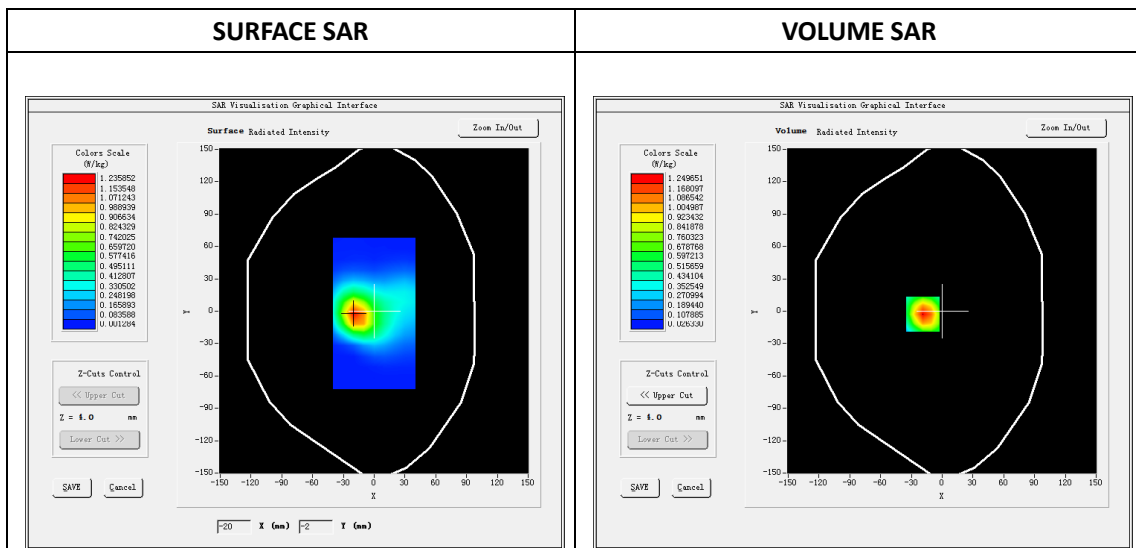 SURFACE SAR
SAR Visualisation Graphical Interface
Surface Radiated Intensity
Zoom In/Out
Colors Scale
(W/kg)
1.235852
1.153548
1.071243
0.988939
0.906634
0.824329
0.742025
0.659720
0.577416
0.495111
0.412807
0.330502
0.248198
0.165893
0.083588
0.001284
150
120
90
60
30
0
-30
-60
-90
-120
-150
Y
-150 -120 -90 -60 -30 0 30 60 90 120 150
X
Z-Cuts Control
<< Upper Cut
Z = 4.0 mm
Lower Cut >>
SAVE Cancel
-20 X (mm) -2 Y (mm)
VOLUME SAR
SAR Visualisation Graphical Interface
Volume Radiated Intensity
Zoom In/Out
Colors Scale
(W/kg)
1.249651
1.168097
1.086542
1.004987
0.923432
0.841878
0.760323
0.678768
0.597213
0.515659
0.434104
0.352549
0.270994
0.189440
0.107885
0.026330
150
120
90
60
30
0
-30
-60
-90
-120
-150
Y
-150 -120 -90 -60 -30 0 30 60 90 120 150
X
Z-Cuts Control
<< Upper Cut
Z = 4.0 mm
Lower Cut >>
SAVE Cancel